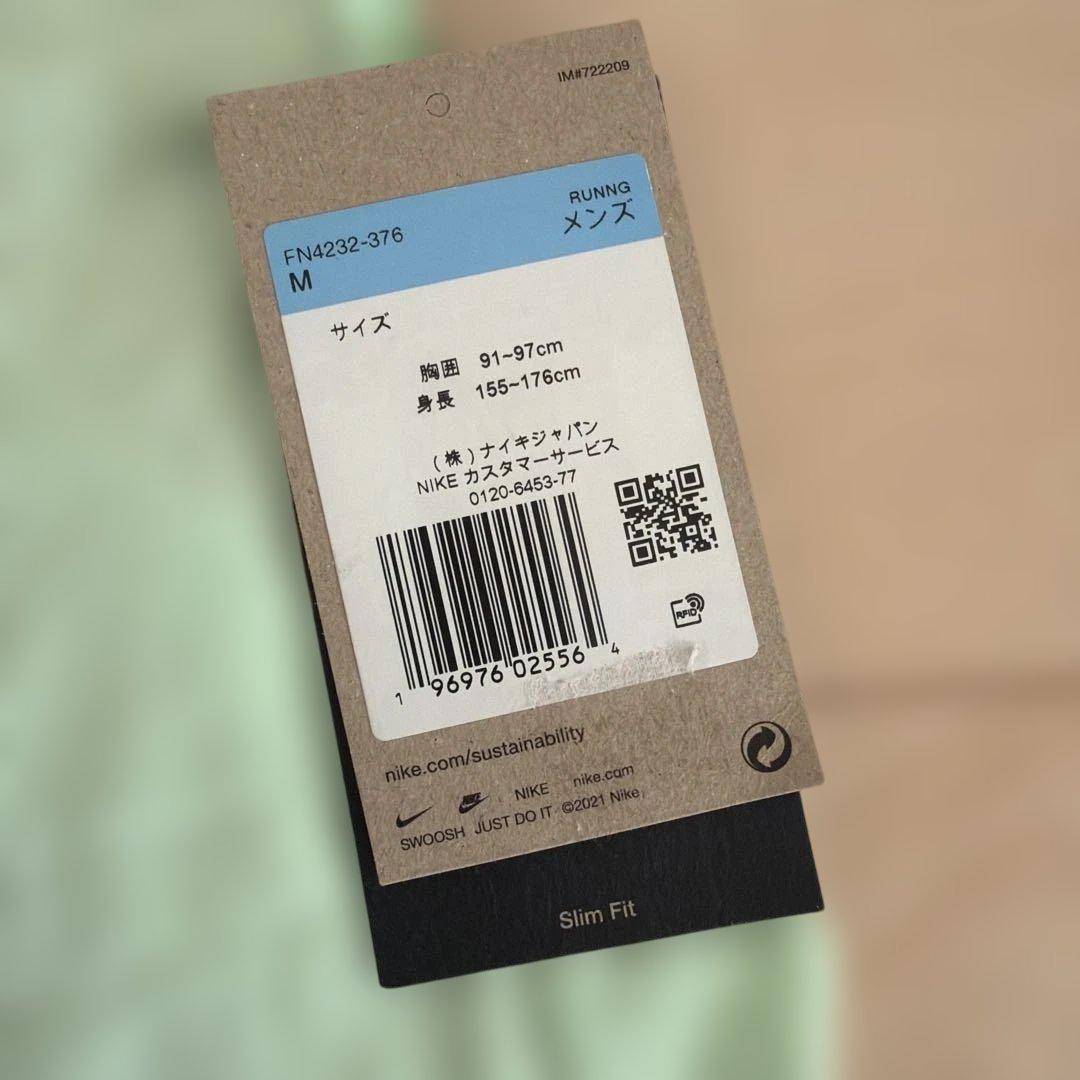 IM#722209
RUNNG
メンズ
FN4232-376
M
サイズ
胸囲 91~97cm
身長 155~176cm
(株)ナイキジャパン
NIKE カスタマーサービス
0120-6453-77
RFID
1 96976 02556 4
nike.com/sustainability
NIKE nike.com
SWOOSH JUST DO IT ©2021 Nike,
Slim Fit